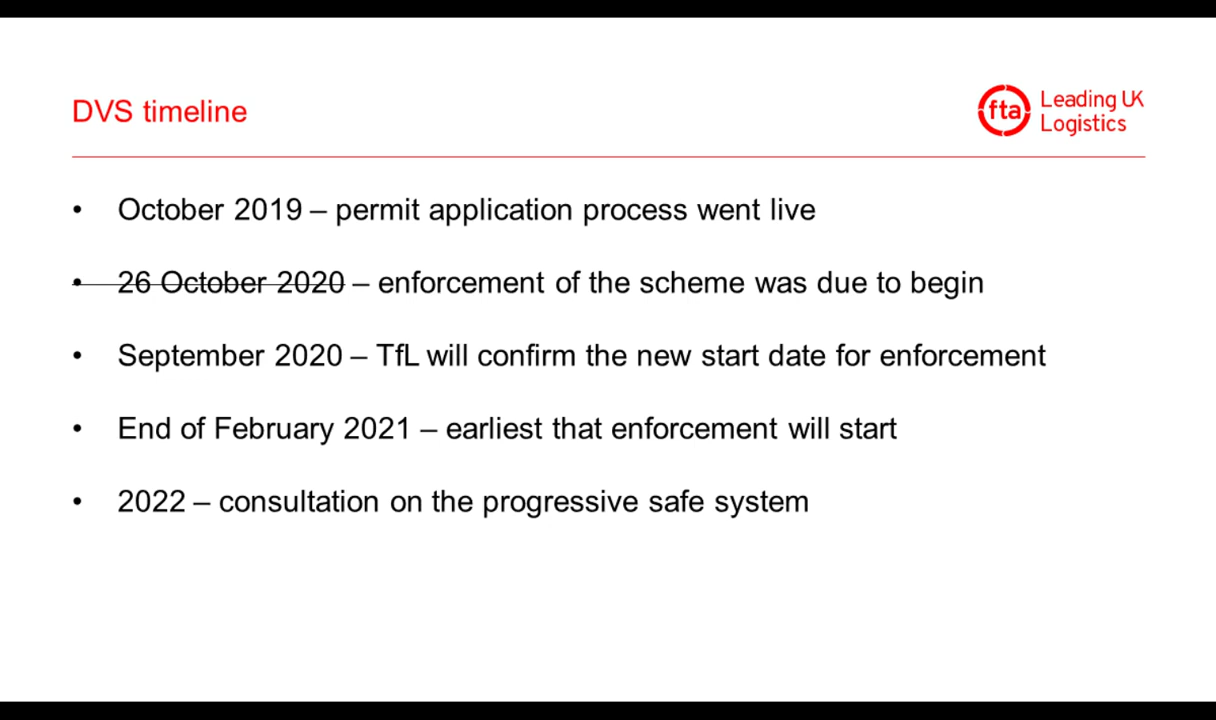 DVS timeline
fta
Leading UK
Logistics
• October 2019 – permit application process went live
• 26 October 2020 – enforcement of the scheme was due to begin
• September 2020 – TfL will confirm the new start date for enforcement
• End of February 2021 – earliest that enforcement will start
• 2022 – consultation on the progressive safe system